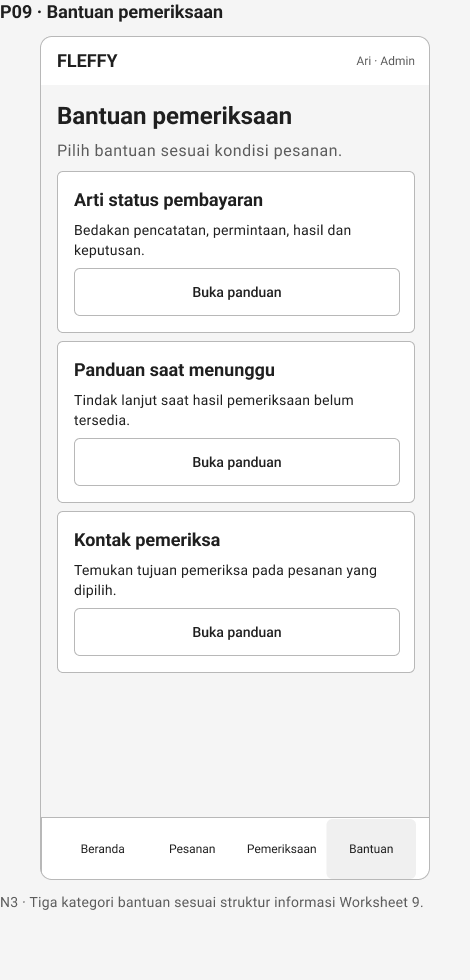 P09 · Bantuan pemeriksaan
FLEFFY
Ari · Admin
Bantuan pemeriksaan
Pilih bantuan sesuai kondisi pesanan.
Arti status pembayaran
Bedakan pencatatan, permintaan, hasil dan
keputusan.
Buka panduan
Panduan saat menunggu
Tindak lanjut saat hasil pemeriksaan belum
tersedia.
Buka panduan
Kontak pemeriksa
Temukan tujuan pemeriksa pada pesanan yang
dipilih.
Buka panduan
Beranda
Pesanan
Pemeriksaan
Bantuan
N3 · Tiga kategori bantuan sesuai struktur informasi Worksheet 9.